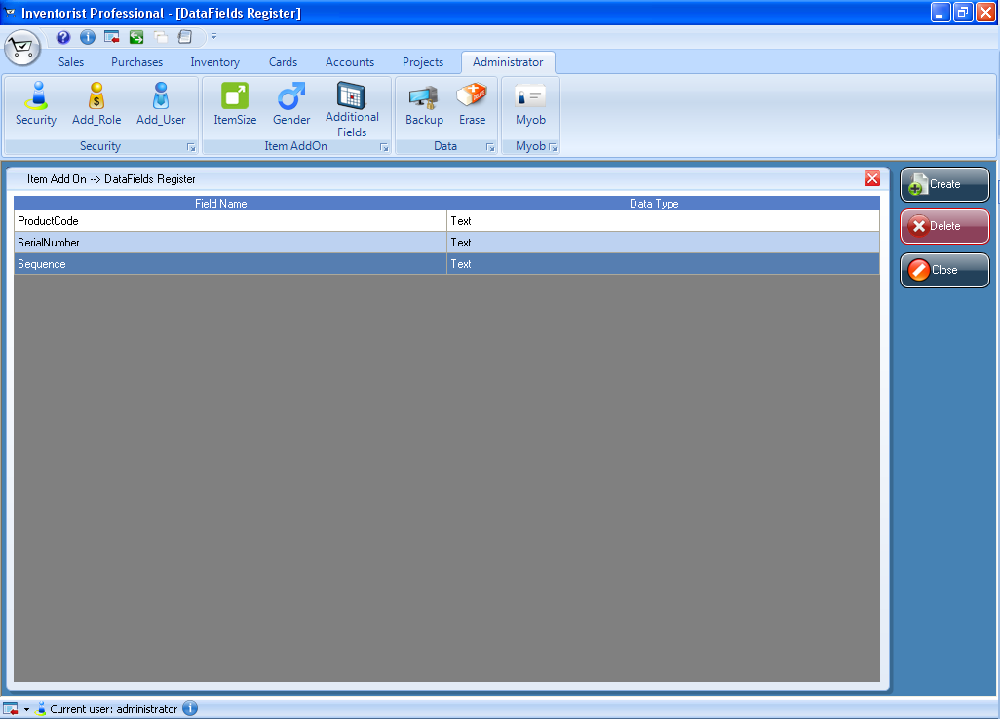 Inventorist Professional - [DataFields Register]
Sales Purchases Inventory Cards Accounts Projects Administrator
Security Add_Role Add_User ItemSize Gender Additional Fields Backup Erase Myob
Security Item AddOn Data Myob
Item Add On --> DataFields Register
Field Name Data Type
ProductCode Text
SerialNumber Text
Sequence Text
Create
Delete
Close
Current user: administrator